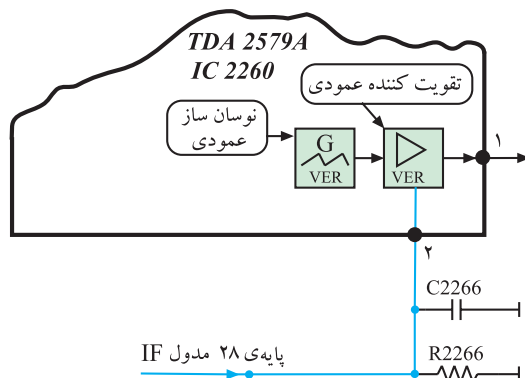 TDA 2579A
IC 2260
تقویت کننده عمودی
نوسان ساز
عمودی
G
VER
VER
۱
۲
C2266
پایه‌ی ۲۸ مدول IF
R2266